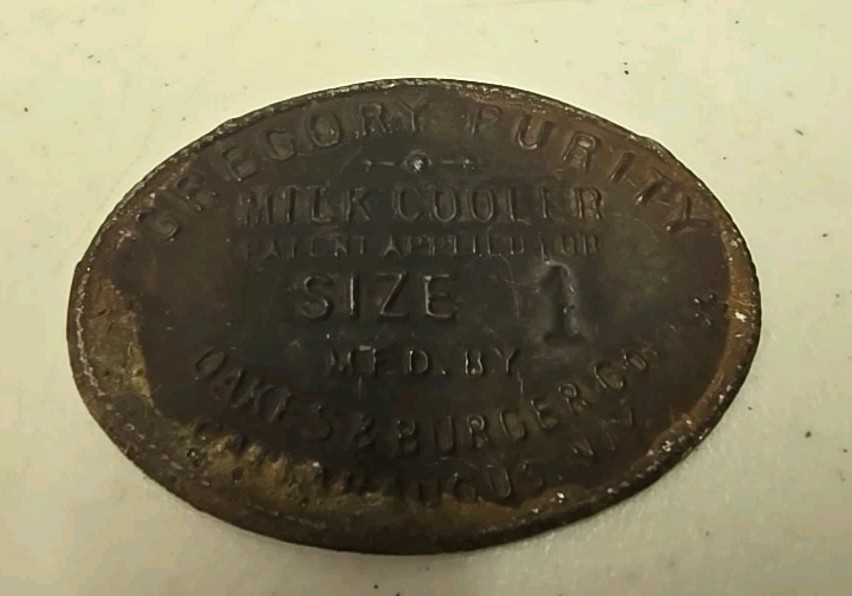 GREGORY PURITY
MILK COOLER
PATENT APPLIED FOR
SIZE 1
MFD. BY
OAKES & BURGER CO.
CATTARAUGUS. N.Y.